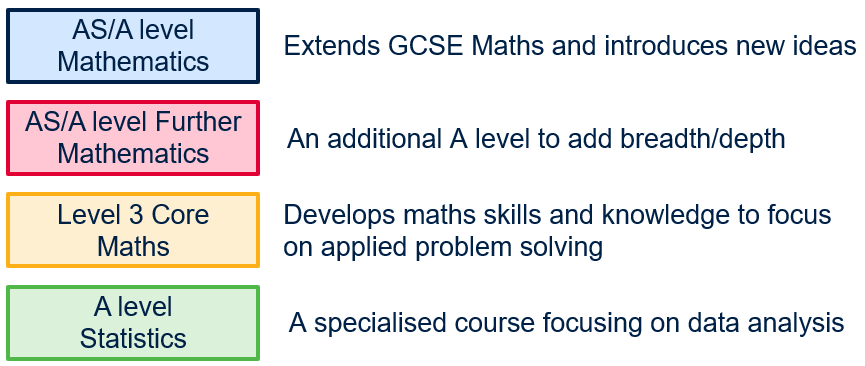 AS/A level
Mathematics
Extends GCSE Maths and introduces new ideas
AS/A level Further
Mathematics
An additional A level to add breadth/depth
Level 3 Core
Maths
Develops maths skills and knowledge to focus
on applied problem solving
A level
Statistics
A specialised course focusing on data analysis